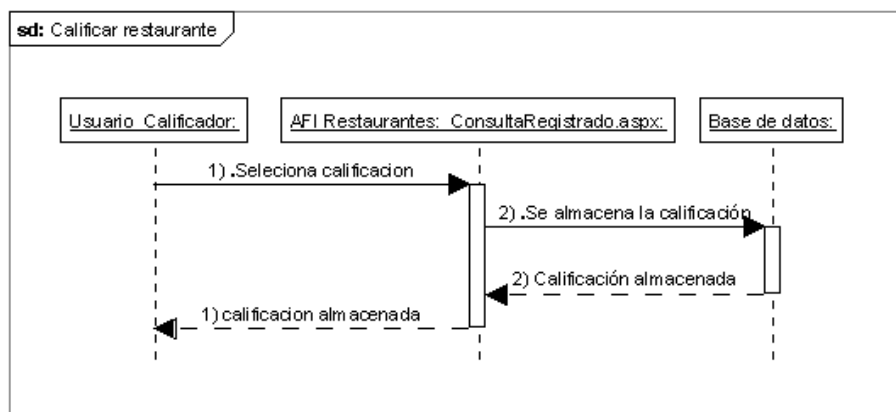 sd: Calificar restaurante
Usuario_Calificador:
AFI Restaurantes:_ConsultaRegistrado.aspx:
Base de datos:
1) .Seleciona calificacion
2) .Se almacena la calificación
2) Calificación almacenada
1) calificacion almacenada